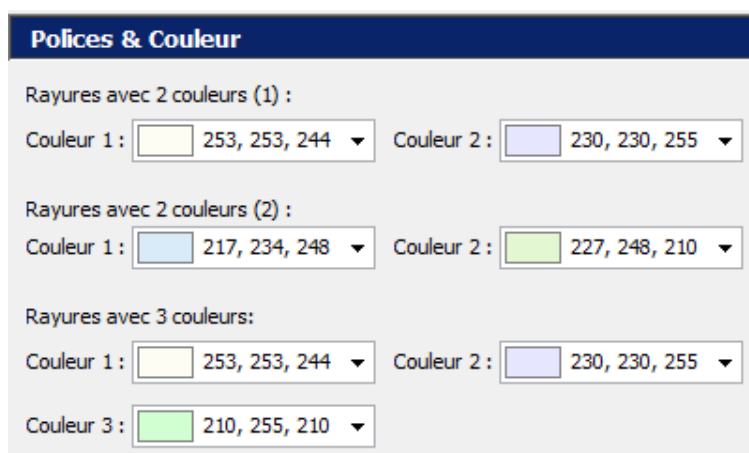 Polices & Couleur
Rayures avec 2 couleurs (1) :
Couleur 1 : 253, 253, 244 Couleur 2 : 230, 230, 255
Rayures avec 2 couleurs (2) :
Couleur 1 : 217, 234, 248 Couleur 2 : 227, 248, 210
Rayures avec 3 couleurs:
Couleur 1 : 253, 253, 244 Couleur 2 : 230, 230, 255
Couleur 3 : 210, 255, 210